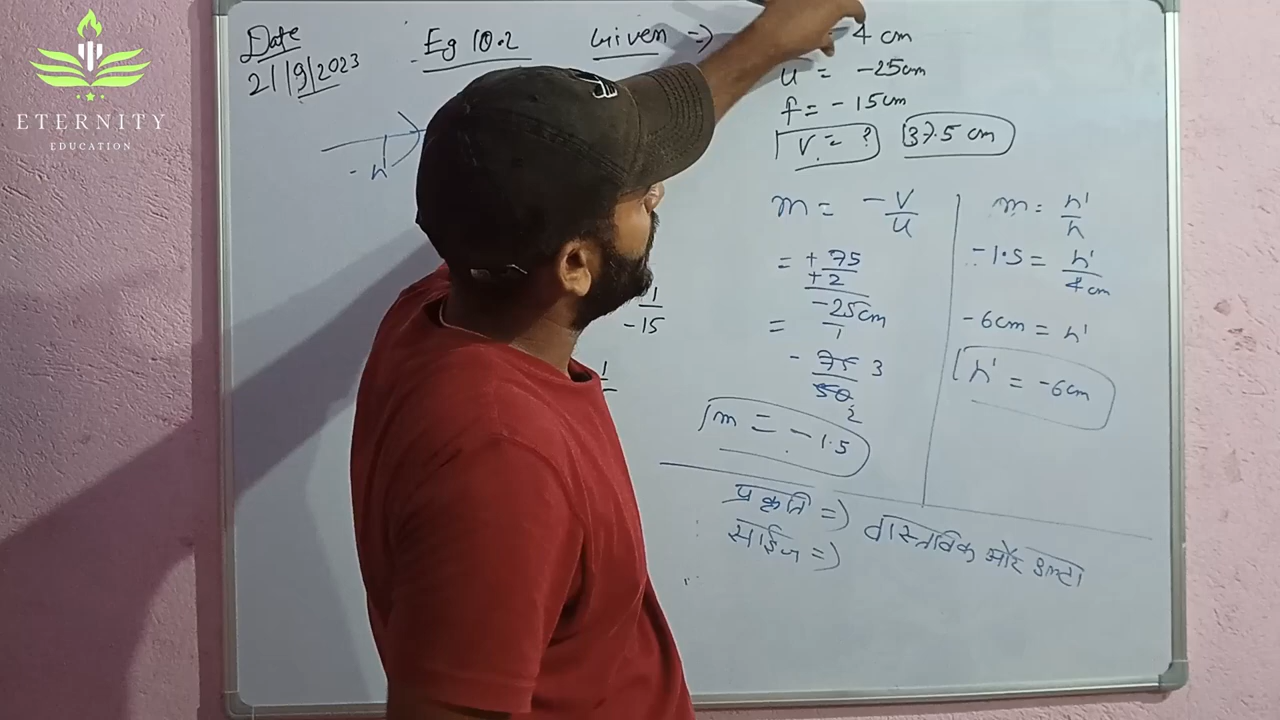 ETERNITY
EDUCATION
Date
21/9/2023
Eg 10.2
Given =>
4 cm
u = -25cm
f = -15cm
v = ?
37.5 cm
-h'
1
-15
1
m = -v/u
= +75
+2
-25cm
= 1
- 75 3
50
2
m = -1.5
m = h'/h
-1.5 = h'/4cm
-6cm = h'
h' = -6cm
प्रकृति => वास्तविक और उल्टा
साईज =>